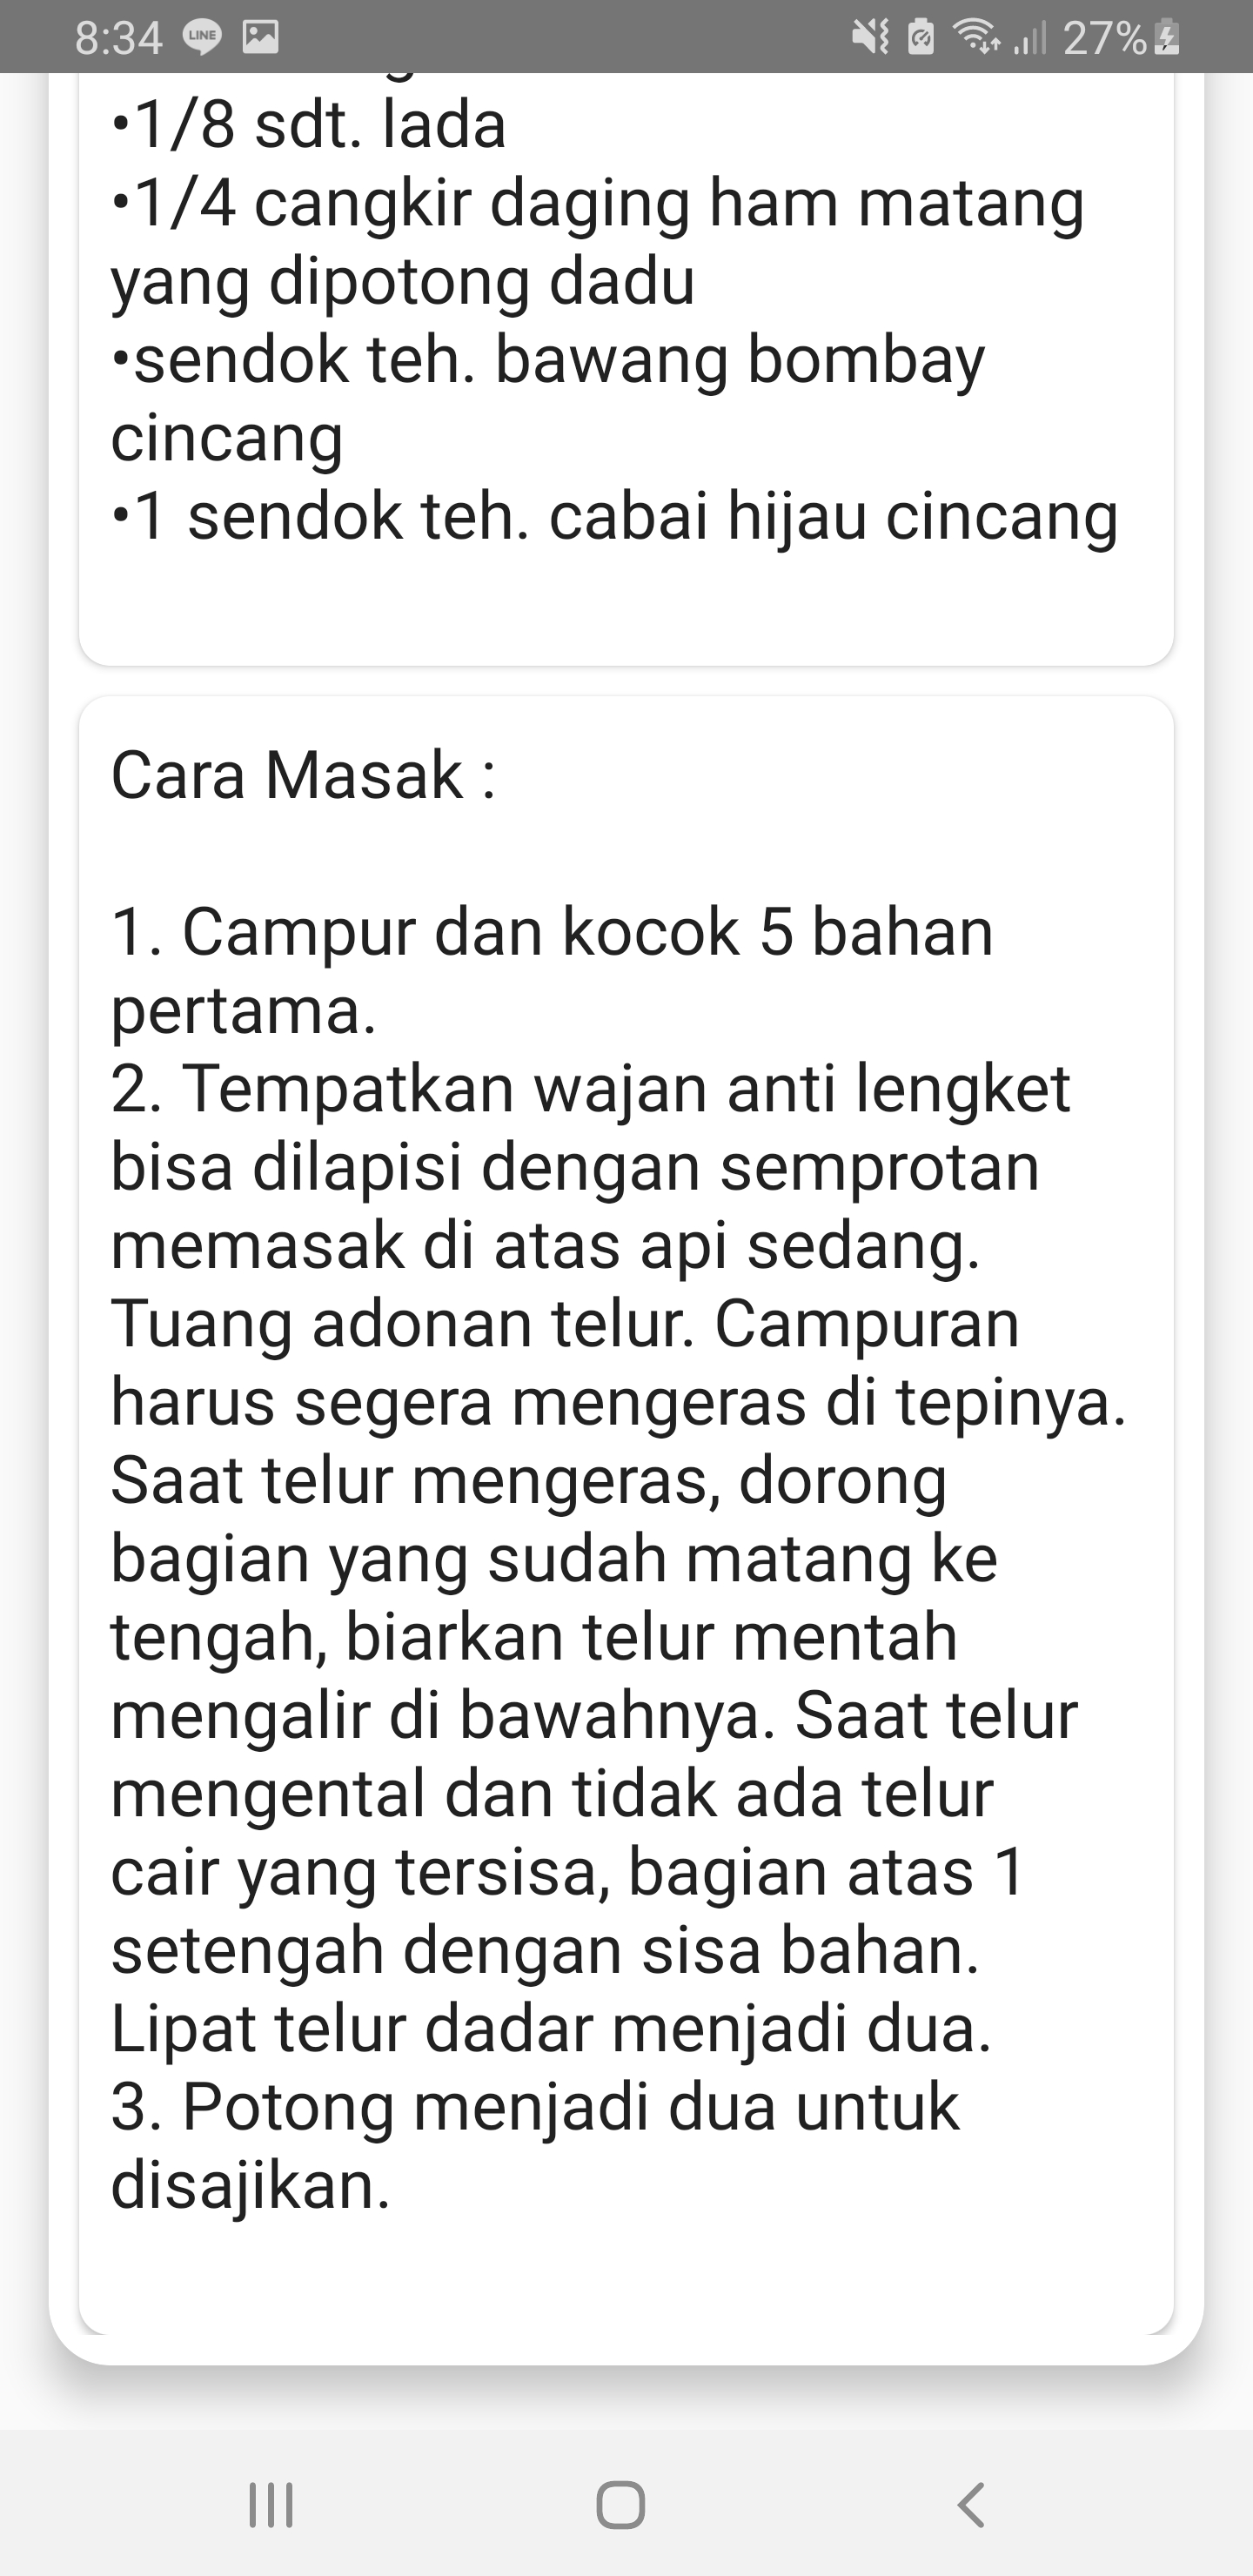 8:34 LINE 27%
•1/8 sdt. lada
•1/4 cangkir daging ham matang
yang dipotong dadu
•sendok teh. bawang bombay
cincang
•1 sendok teh. cabai hijau cincang
Cara Masak :
1. Campur dan kocok 5 bahan
pertama.
2. Tempatkan wajan anti lengket
bisa dilapisi dengan semprotan
memasak di atas api sedang.
Tuang adonan telur. Campuran
harus segera mengeras di tepinya.
Saat telur mengeras, dorong
bagian yang sudah matang ke
tengah, biarkan telur mentah
mengalir di bawahnya. Saat telur
mengental dan tidak ada telur
cair yang tersisa, bagian atas 1
setengah dengan sisa bahan.
Lipat telur dadar menjadi dua.
3. Potong menjadi dua untuk
disajikan.